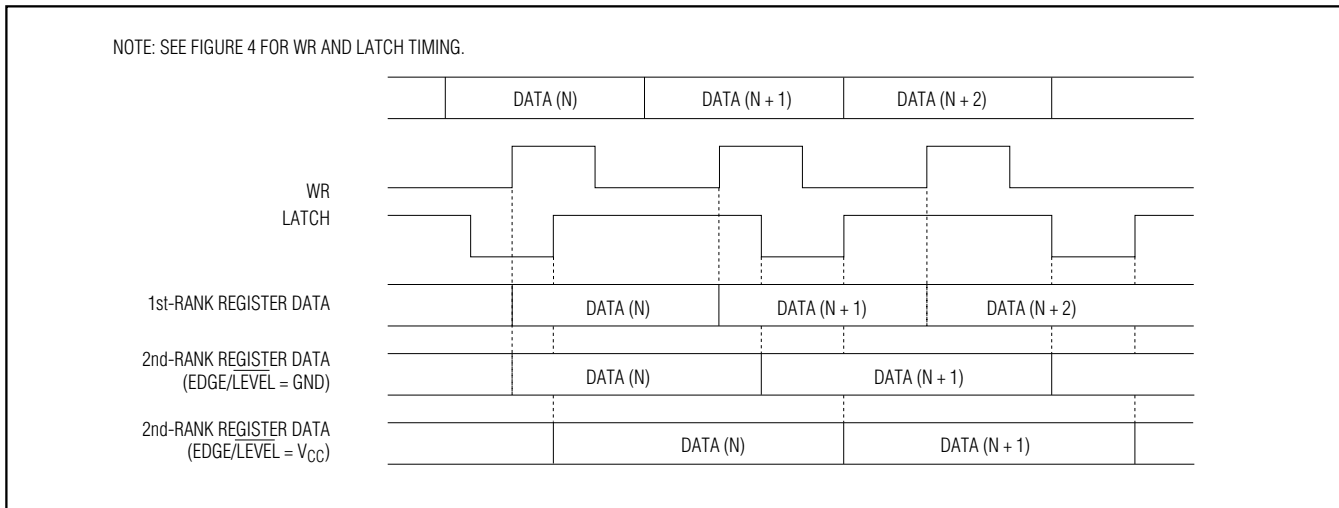 NOTE: SEE FIGURE 4 FOR WR AND LATCH TIMING.
DATA (N) DATA (N + 1) DATA (N + 2)
WR
LATCH
1st-RANK REGISTER DATA DATA (N) DATA (N + 1) DATA (N + 2)
2nd-RANK REGISTER DATA
(EDGE/L̅E̅V̅E̅L̅ = GND) DATA (N) DATA (N + 1)
2nd-RANK REGISTER DATA
(EDGE/L̅E̅V̅E̅L̅ = VCC) DATA (N) DATA (N + 1)